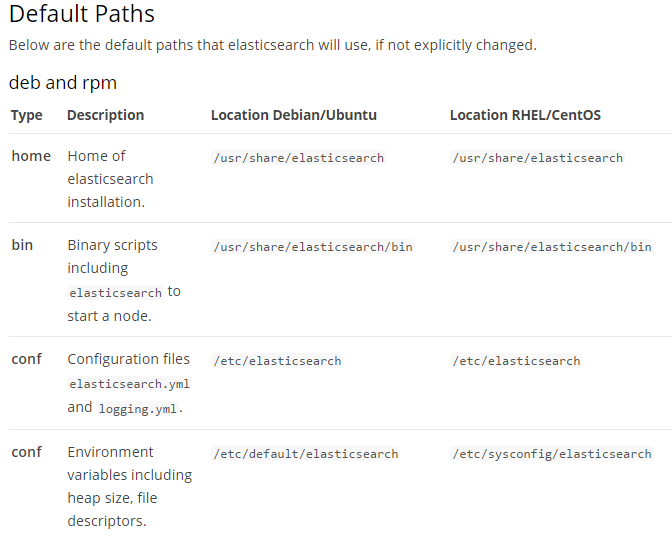 Default Paths
Below are the default paths that elasticsearch will use, if not explicitly changed.
deb and rpm
Type Description Location Debian/Ubuntu Location RHEL/CentOS
home Home of /usr/share/elasticsearch /usr/share/elasticsearch
elasticsearch
installation.
bin Binary scripts /usr/share/elasticsearch/bin /usr/share/elasticsearch/bin
including
elasticsearch to
start a node.
conf Configuration files /etc/elasticsearch /etc/elasticsearch
elasticsearch.yml
and logging.yml.
conf Environment /etc/default/elasticsearch /etc/sysconfig/elasticsearch
variables including
heap size, file
descriptors.